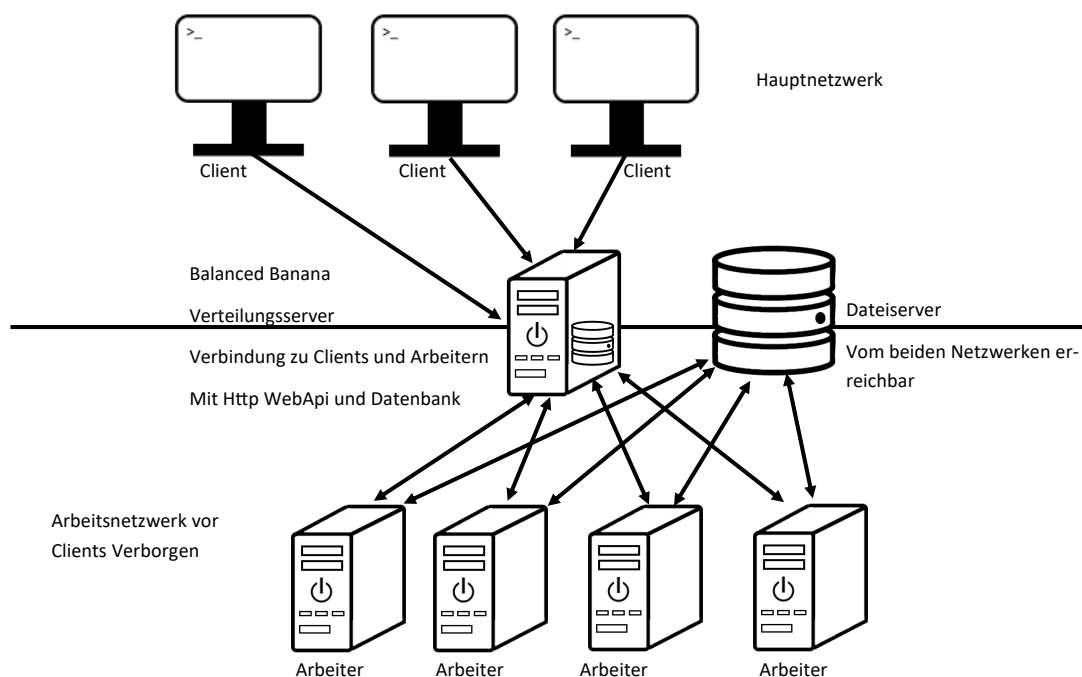 >_
>_
>_
Hauptnetzwerk
Client
Client
Client
Balanced Banana
Verteilungsserver
Verbindung zu Clients und Arbeitern
Mit Http WebApi und Datenbank
Dateiserver
Vom beiden Netzwerken er-
reichbar
Arbeitsnetzwerk vor
Clients Verborgen
Arbeiter
Arbeiter
Arbeiter
Arbeiter